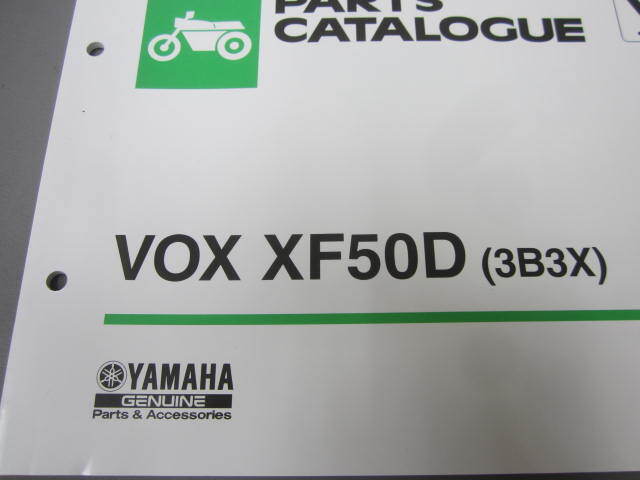 PARTS
CATALOGUE
VOX XF50D (3B3X)
YAMAHA
GENUINE
Parts & Accessories